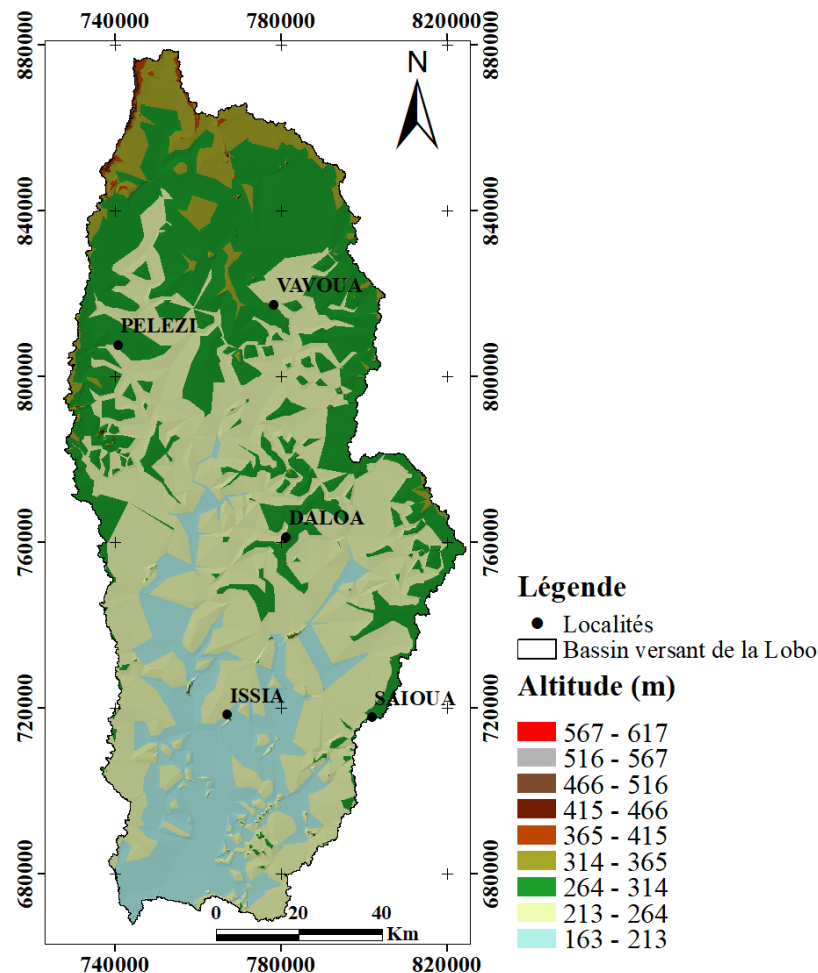 740000 780000 820000
880000 880000
N
840000 840000
VAVOUA
PELEZI
800000 800000
DALOA
760000 760000
ISSIA
SAIOUA
720000 720000
680000 680000
0 20 40
Km
740000 780000 820000
Légende
Localités
Bassin versant de la Lobo
Altitude (m)
567 - 617
516 - 567
466 - 516
415 - 466
365 - 415
314 - 365
264 - 314
213 - 264
163 - 213